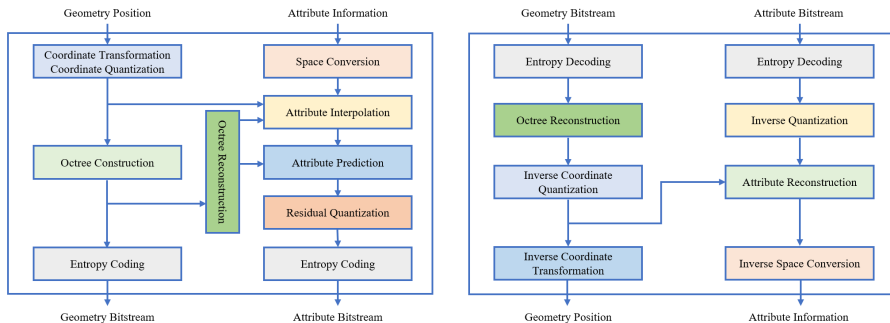 Geometry Position
Attribute Information
Coordinate Transformation
Coordinate Quantization
Space Conversion
Attribute Interpolation
Octree Reconstruction
Octree Construction
Attribute Prediction
Residual Quantization
Entropy Coding
Entropy Coding
Geometry Bitstream
Attribute Bitstream
Geometry Bitstream
Attribute Bitstream
Entropy Decoding
Entropy Decoding
Octree Reconstruction
Inverse Quantization
Inverse Coordinate
Quantization
Attribute Reconstruction
Inverse Coordinate
Transformation
Inverse Space Conversion
Geometry Position
Attribute Information